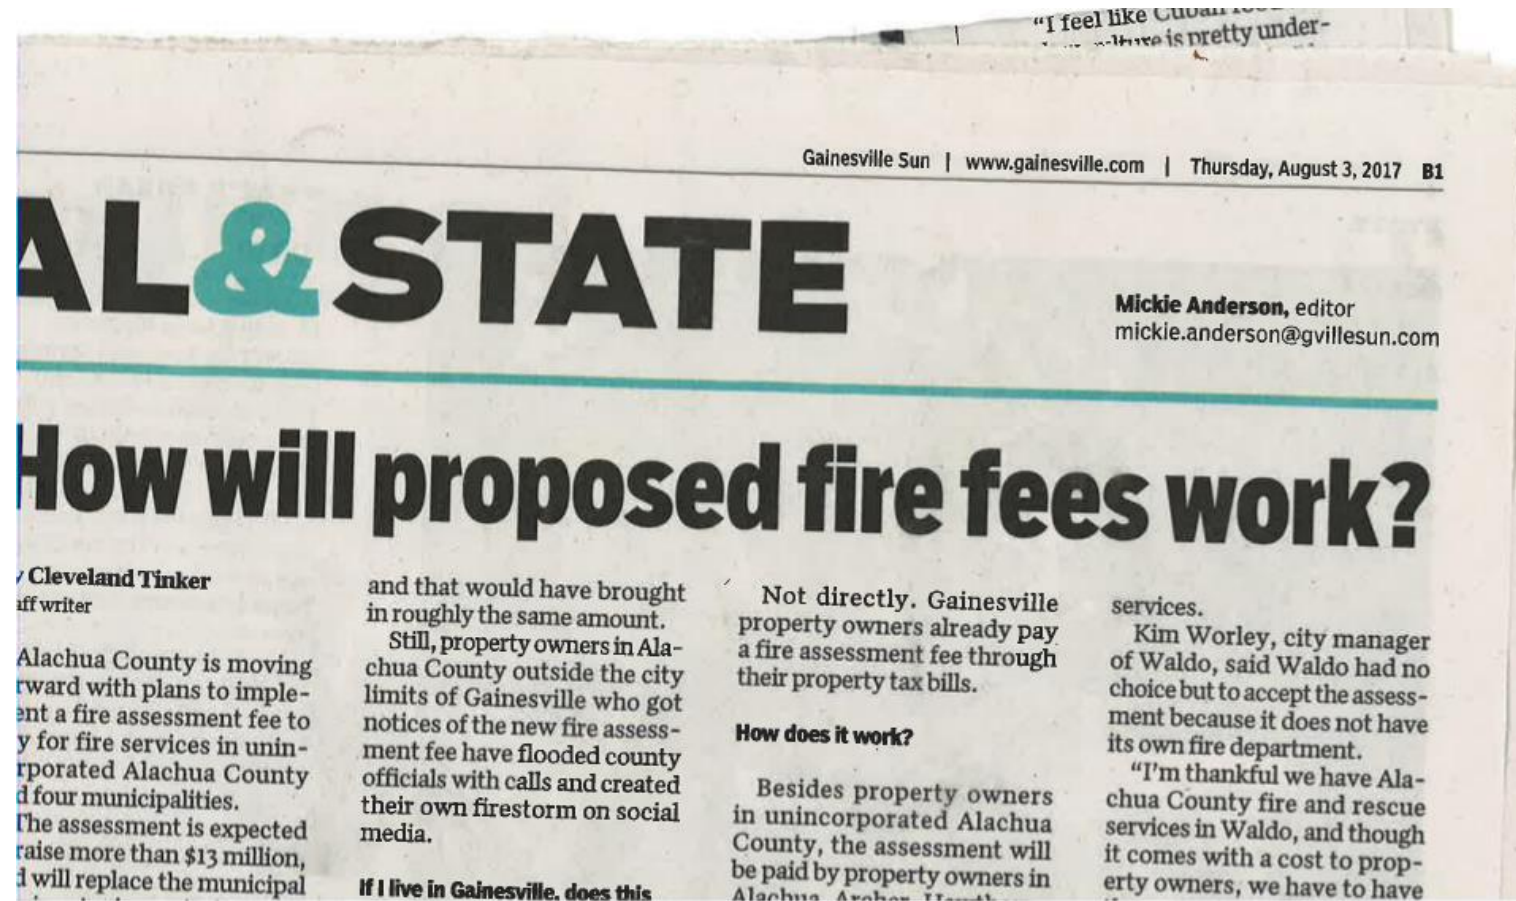 "I feel like Cuban
is pretty under-
Gainesville Sun | www.gainesville.com | Thursday, August 3, 2017 B1
AL&STATE
Mickie Anderson, editor
mickie.anderson@gvillesun.com
How will proposed fire fees work?
Cleveland Tinker
aff writer
Alachua County is moving
rward with plans to imple-
ent a fire assessment fee to
y for fire services in unin-
rporated Alachua County
d four municipalities.
The assessment is expected
raise more than $13 million,
d will replace the municipal
and that would have brought
in roughly the same amount.
Still, property owners in Ala-
chua County outside the city
limits of Gainesville who got
notices of the new fire assess-
ment fee have flooded county
officials with calls and created
their own firestorm on social
media.
If I live in Gainesville, does this
Not directly. Gainesville
property owners already pay
a fire assessment fee through
their property tax bills.
How does it work?
Besides property owners
in unincorporated Alachua
County, the assessment will
be paid by property owners in
Alachua, Archer,
services.
Kim Worley, city manager
of Waldo, said Waldo had no
choice but to accept the assess-
ment because it does not have
its own fire department.
"I'm thankful we have Ala-
chua County fire and rescue
services in Waldo, and though
it comes with a cost to prop-
erty owners, we have to have